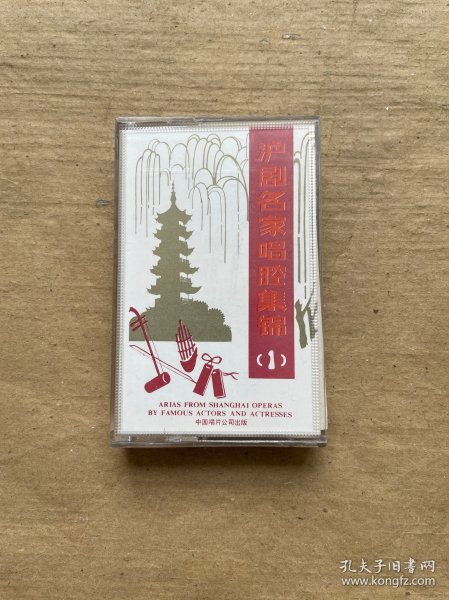 沪剧名家唱腔集锦
(1)
ARIAS FROM SHANGHAI OPERAS
BY FAMOUS ACTORS AND ACTRESSES
中国唱片公司出版
孔夫子旧书网
www.kongfz.com